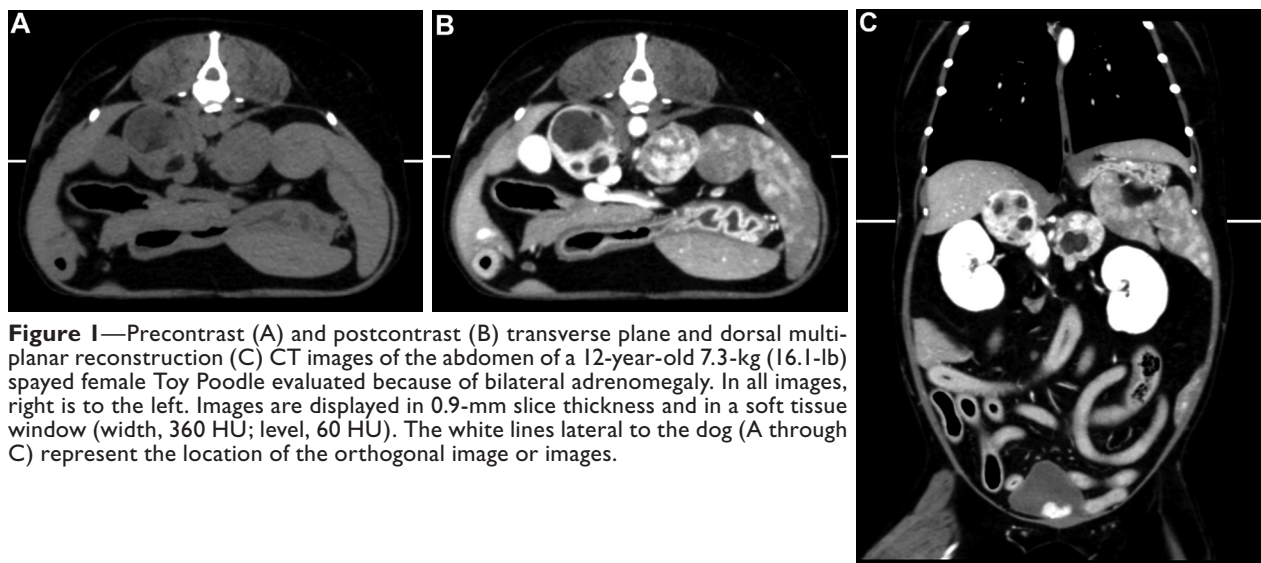 A
B
C
Figure 1—Precontrast (A) and postcontrast (B) transverse plane and dorsal multi-
planar reconstruction (C) CT images of the abdomen of a 12-year-old 7.3-kg (16.1-lb)
spayed female Toy Poodle evaluated because of bilateral adrenomegaly. In all images,
right is to the left. Images are displayed in 0.9-mm slice thickness and in a soft tissue
window (width, 360 HU; level, 60 HU). The white lines lateral to the dog (A through
C) represent the location of the orthogonal image or images.